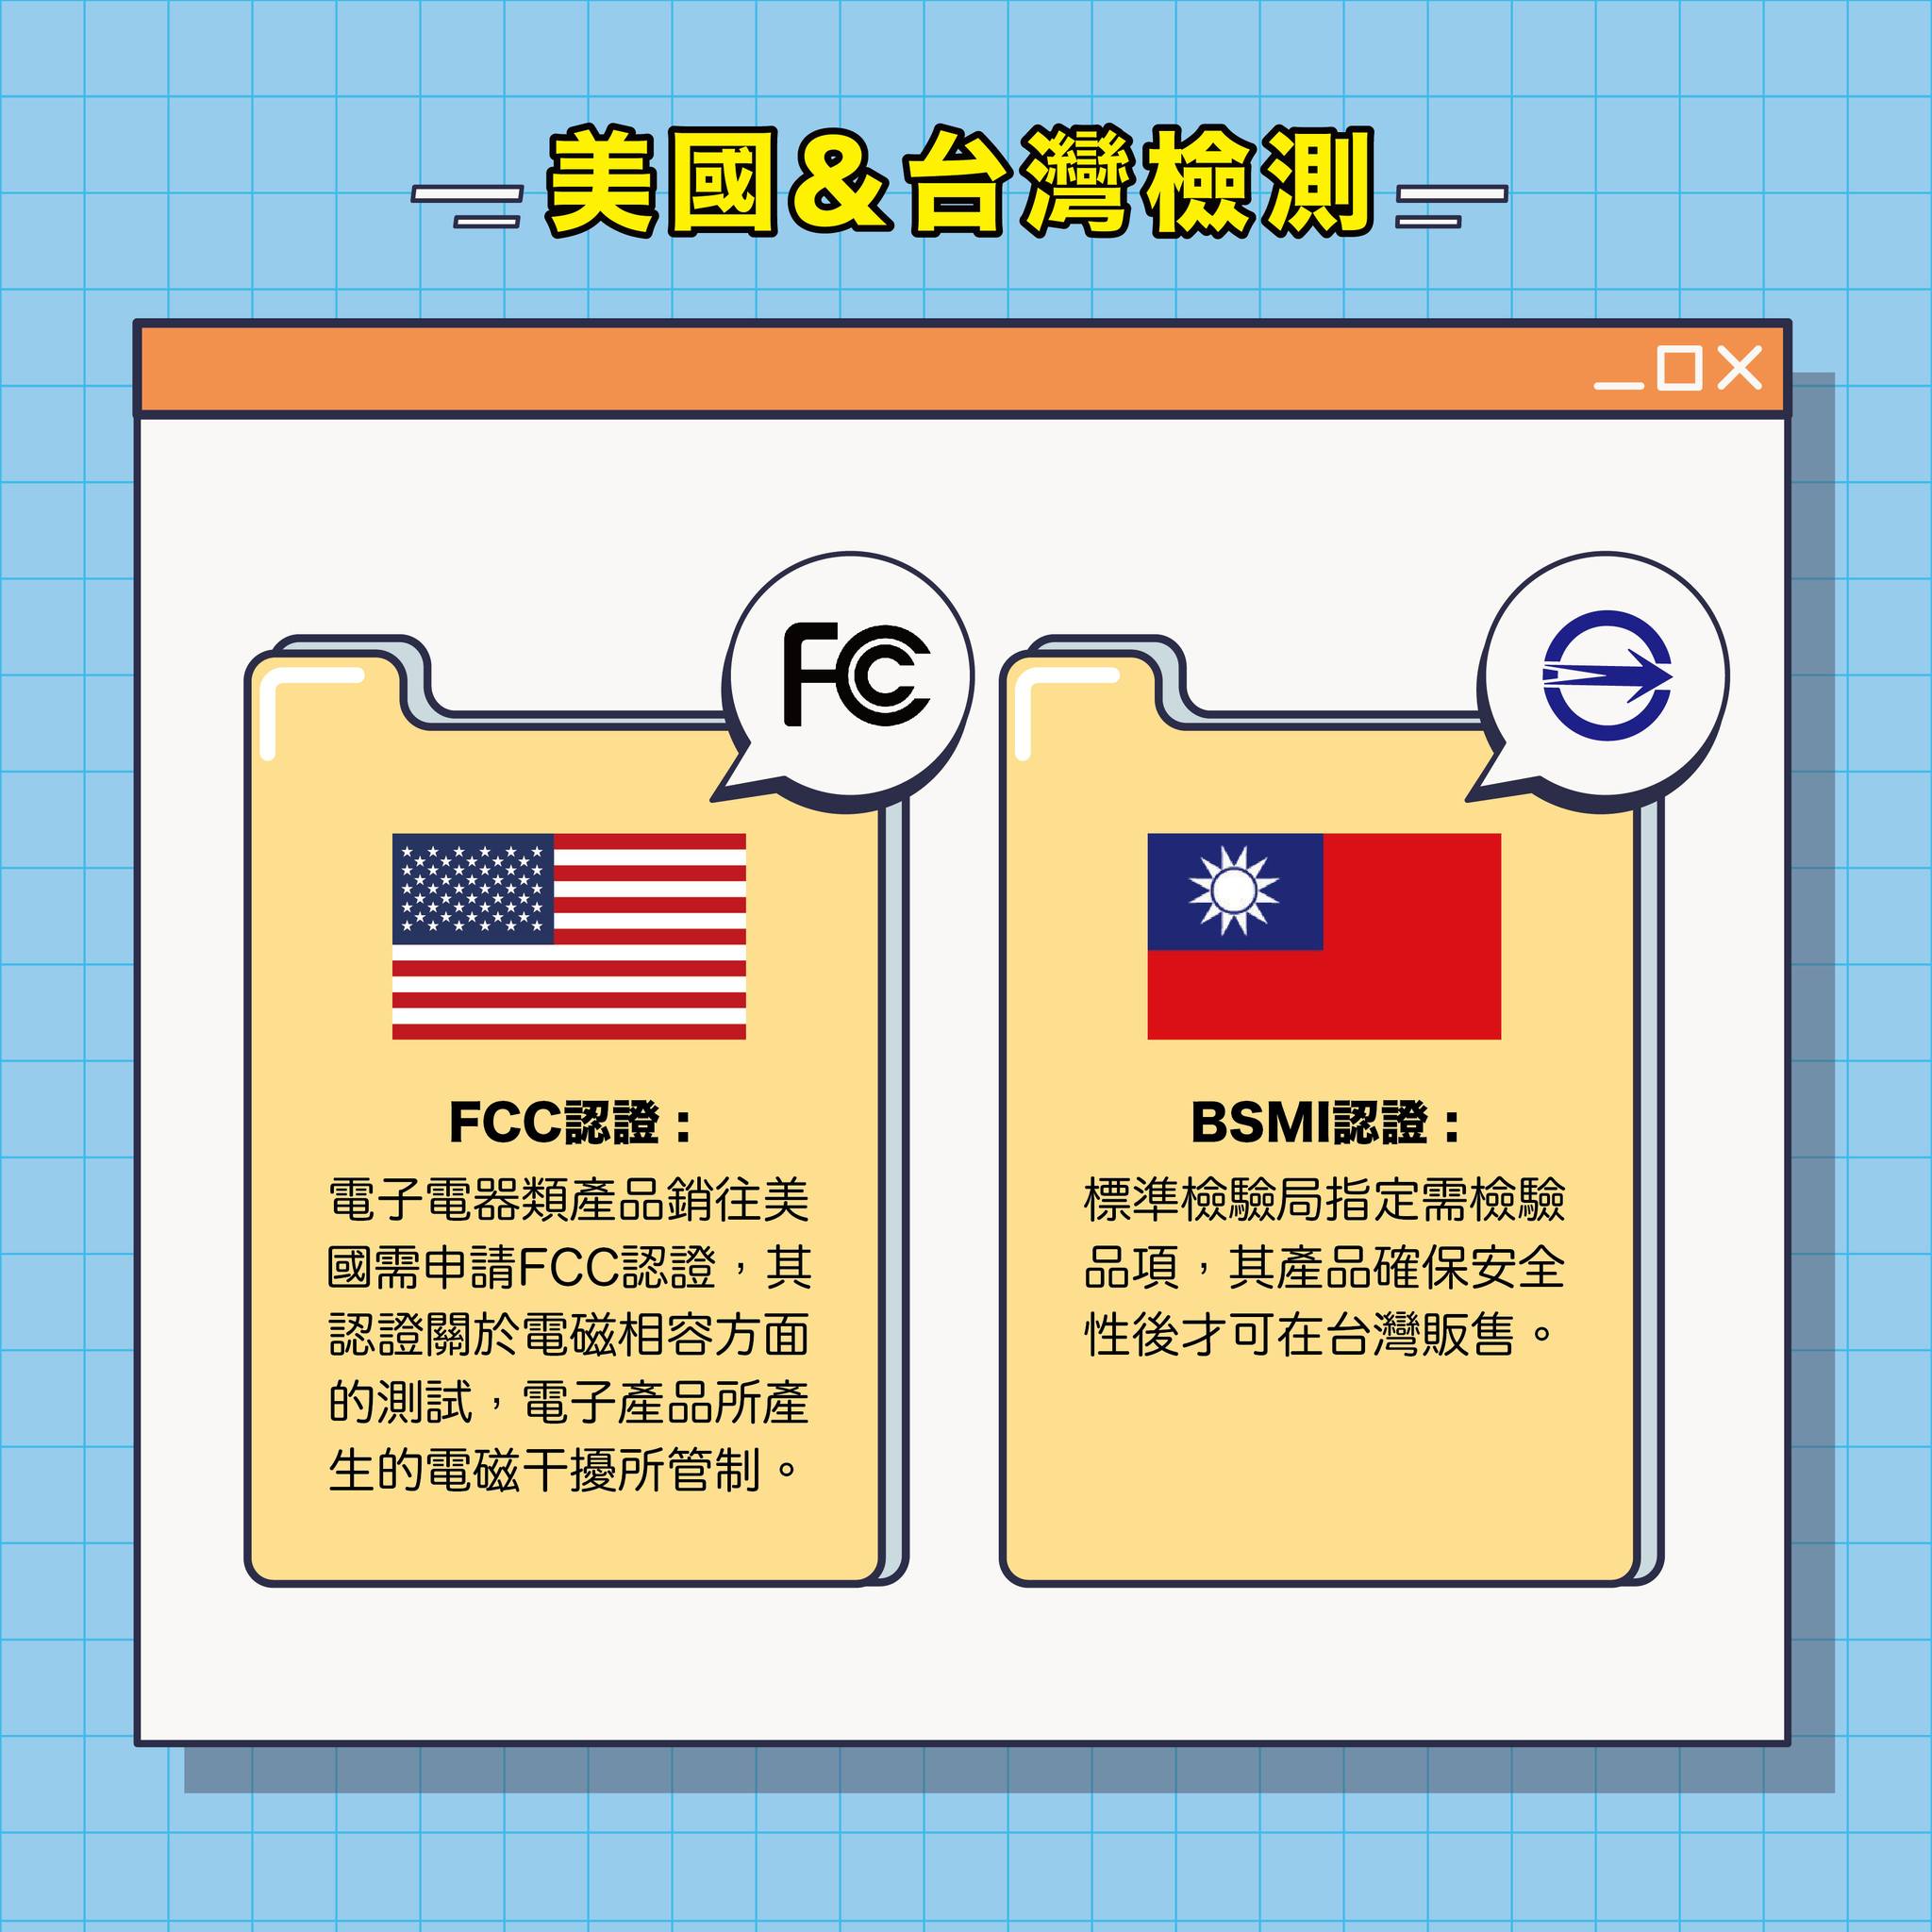 美國&台灣檢測
FC
FCC認證：
電子電器類產品銷往美
國需申請FCC認證，其
認證關於電磁相容方面
的測試，電子產品所產
生的電磁干擾所管制。
BSMI認證：
標準檢驗局指定需檢驗
品項，其產品確保安全
性後才可在台灣販售。